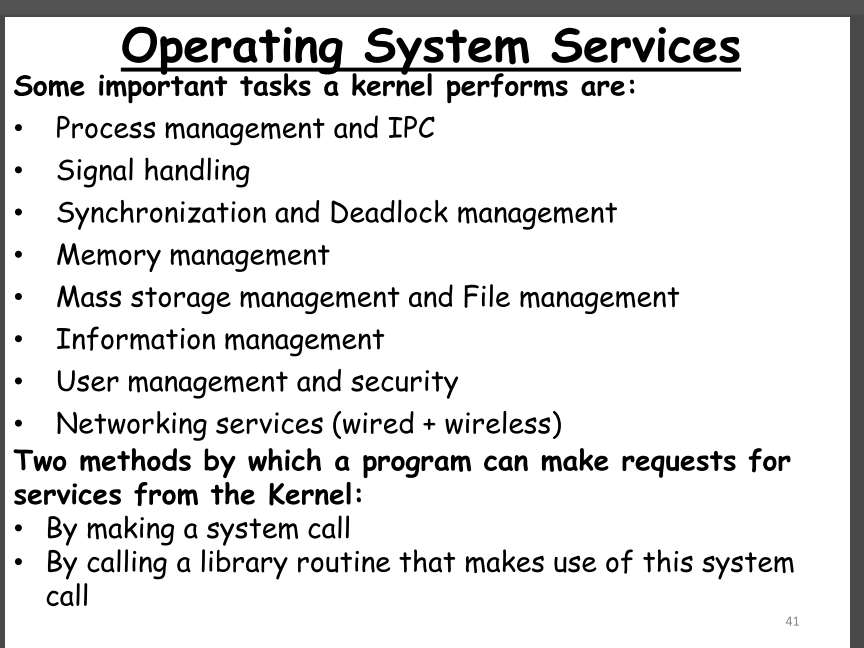 Operating System Services
Some important tasks a kernel performs are:
• Process management and IPC
• Signal handling
• Synchronization and Deadlock management
• Memory management
• Mass storage management and File management
• Information management
• User management and security
• Networking services (wired + wireless)
Two methods by which a program can make requests for
services from the Kernel:
• By making a system call
• By calling a library routine that makes use of this system
call
41